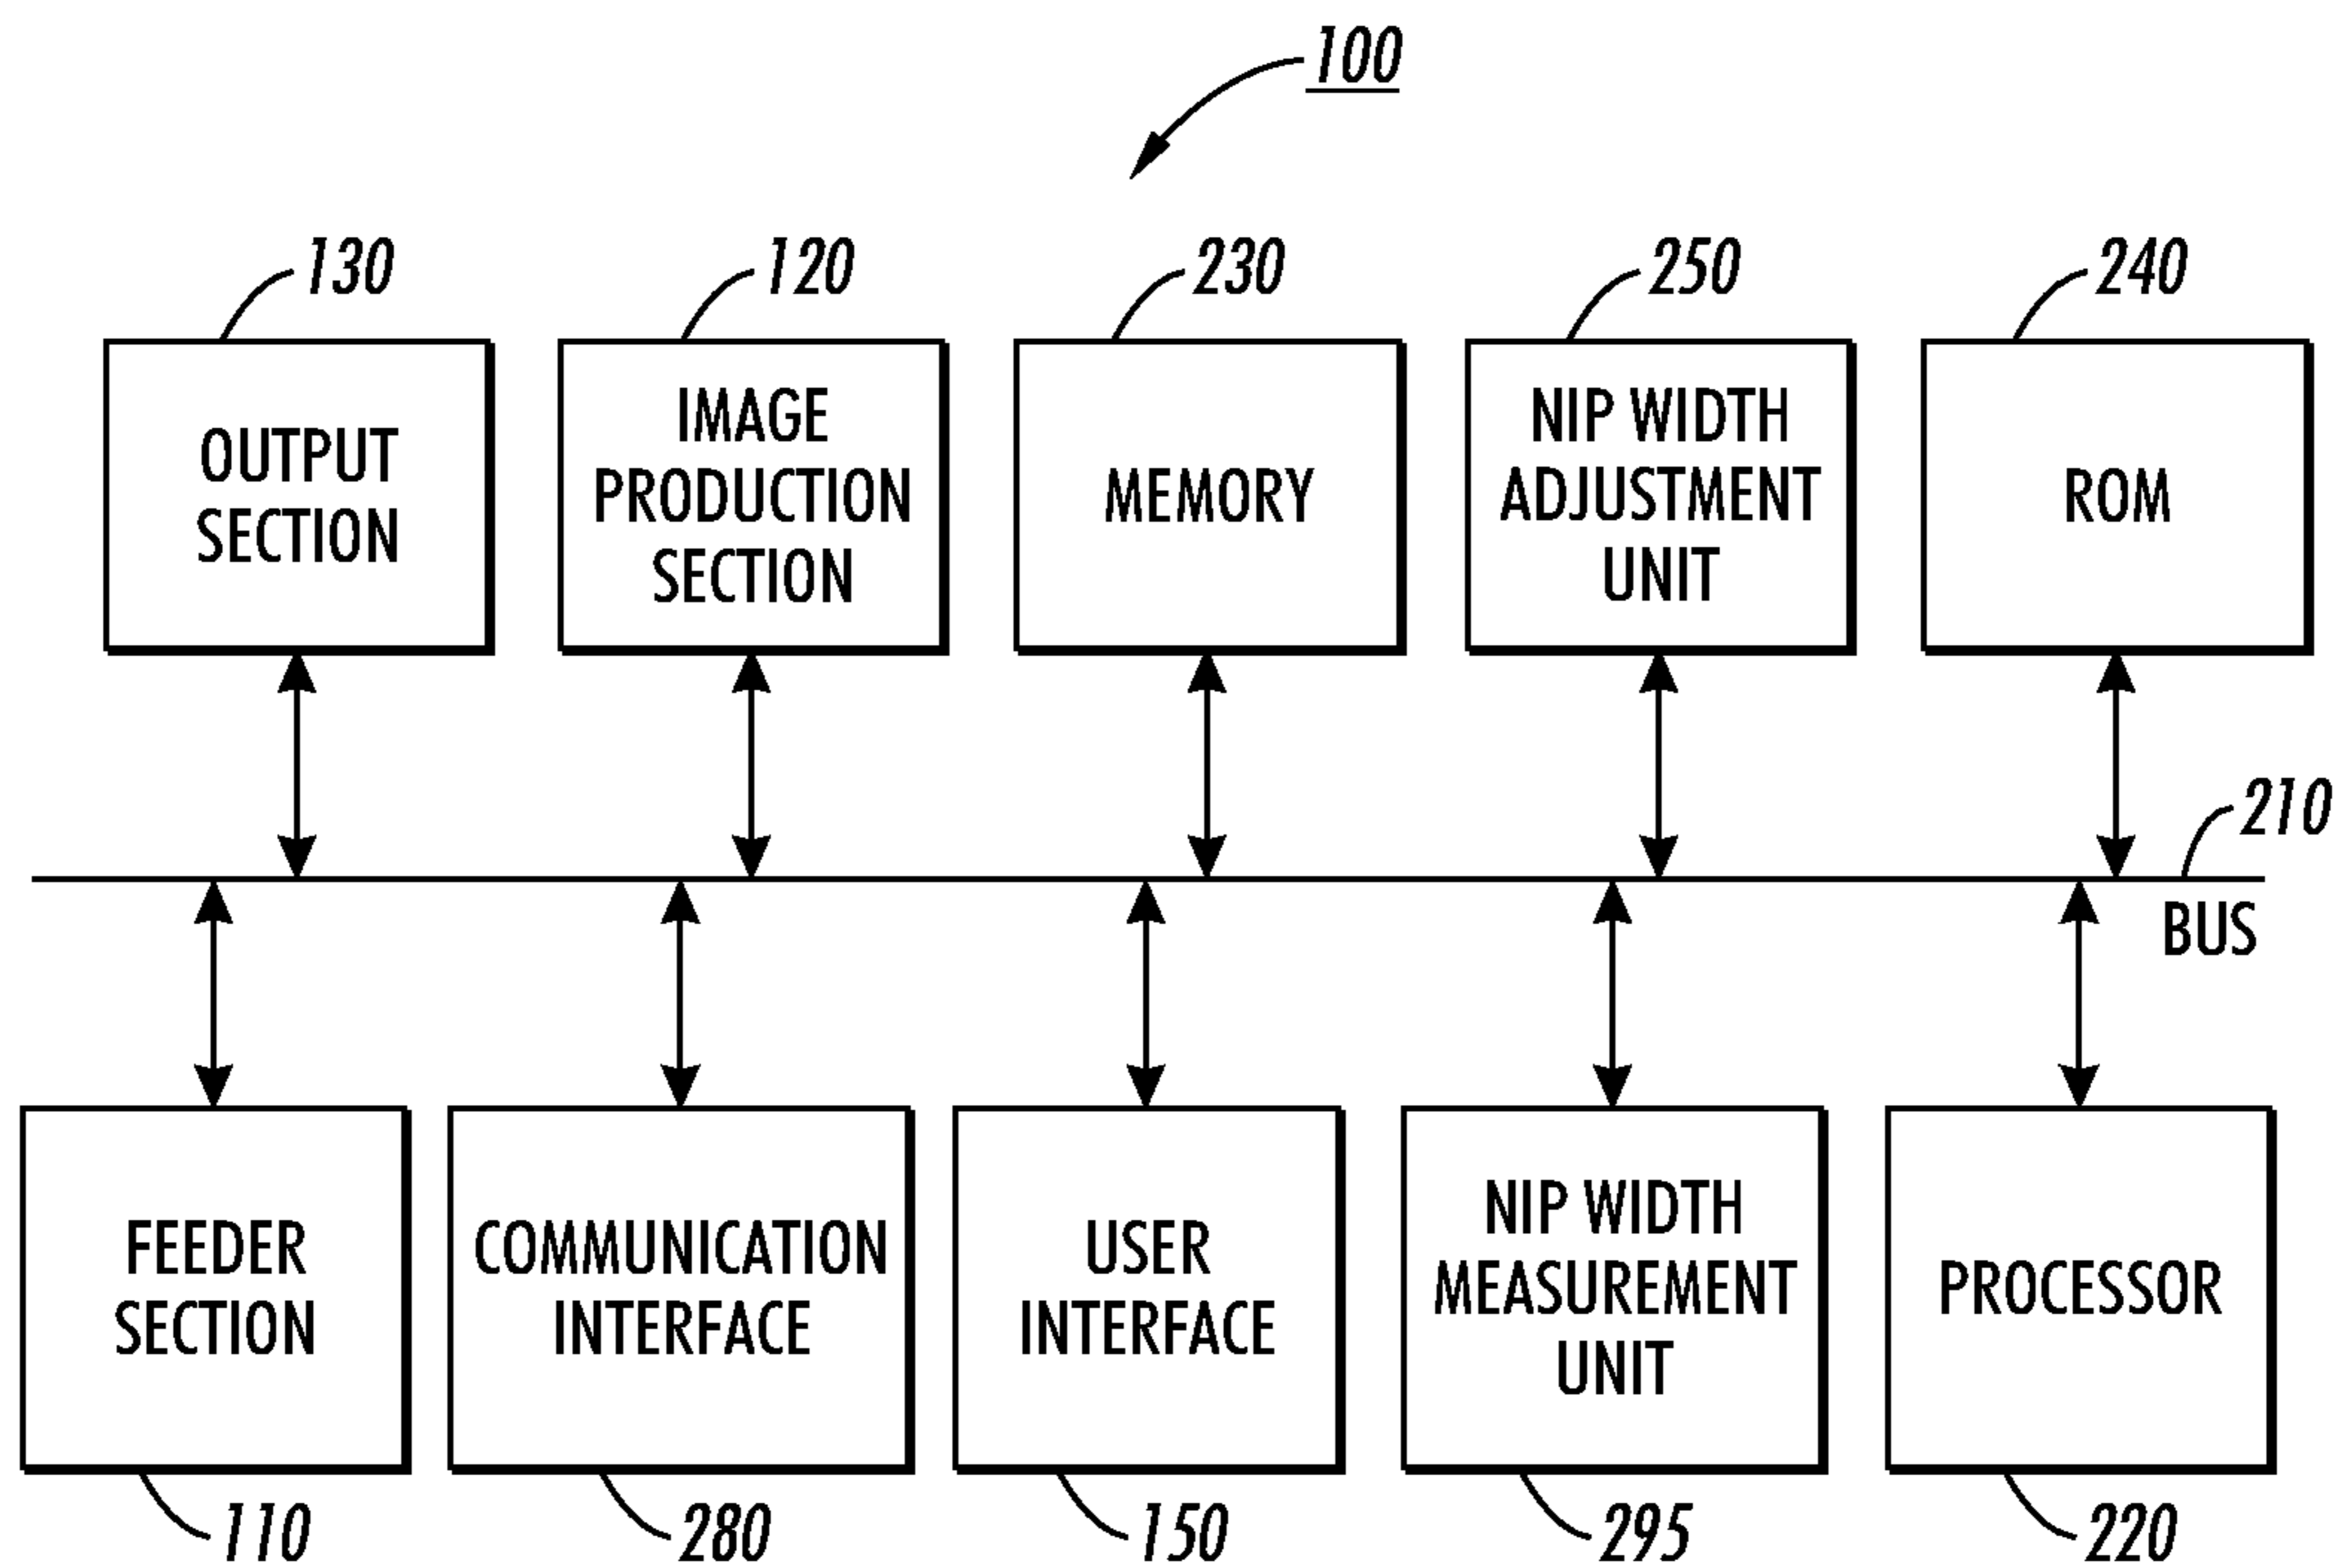 100
130
120
230
250
240
OUTPUT
SECTION
IMAGE
PRODUCTION
SECTION
MEMORY
NIP WIDTH
ADJUSTMENT
UNIT
ROM
210
BUS
FEEDER
SECTION
COMMUNICATION
INTERFACE
USER
INTERFACE
NIP WIDTH
MEASUREMENT
UNIT
PROCESSOR
110
280
150
295
220